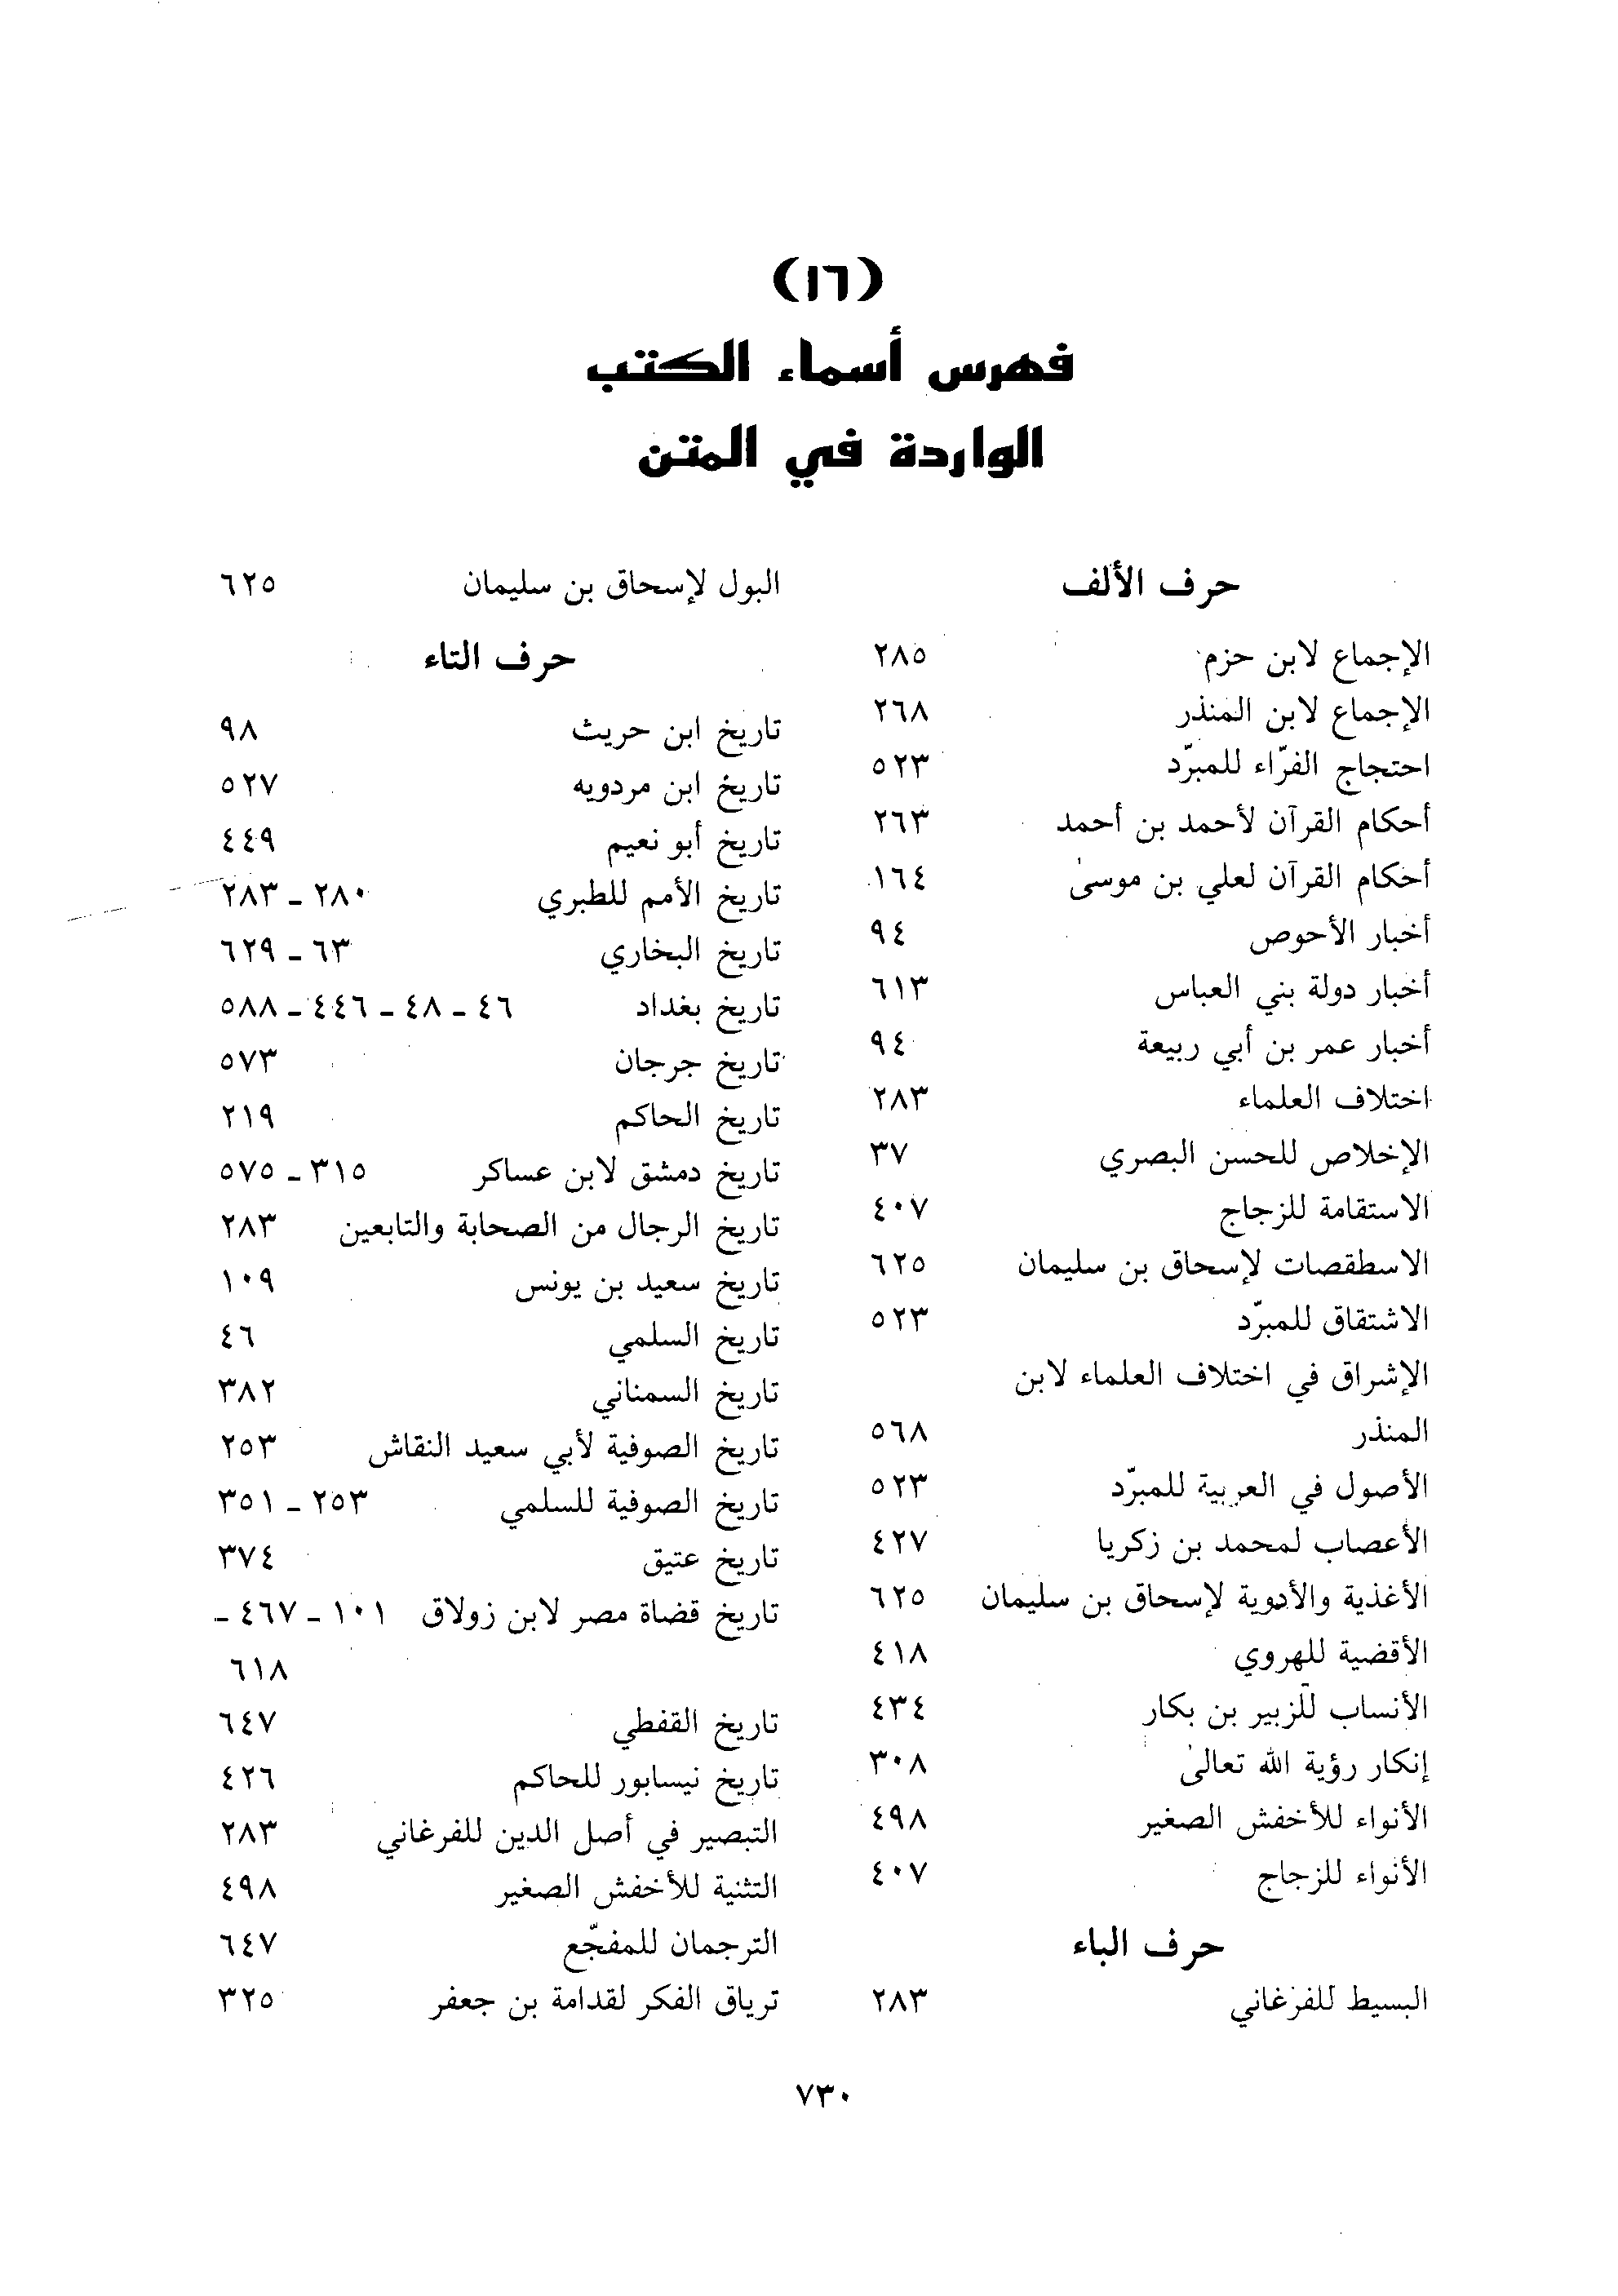 (١٦)
فهرس أسماء الكتب
الواردة في المتن
حرف الألف
الإجماع لابن حزم ٢٨٥
الإجماع لابن المنذر ٢٦٨
احتجاج الفرّاء للمبرّد ٥٢٣
أحكام القرآن لأحمد بن أحمد ٢٦٣
أحكام القرآن لعلي بن موسىٰ ١٦٤
أخبار الأحوص ٩٤
أخبار دولة بني العباس ٦١٣
أخبار عمر بن أبي ربيعة ٩٤
اختلاف العلماء ٢٨٣
الإخلاص للحسن البصري ٣٧
الاستقامة للزجاج ٤٠٧
الاسطقصات لإسحاق بن سليمان ٦٢٥
الاشتقاق للمبرّد ٥٢٣
الإشراق في اختلاف العلماء لابن
المنذر ٥٦٨
الأصول في العربية للمبرّد ٥٢٣
الأعصاب لمحمد بن زكريا ٤٢٧
الأغذية والأدوية لإسحاق بن سليمان ٦٢٥
الأقضية للهروي ٤١٨
الأنساب للزبير بن بكار ٤٣٤
إنكار رؤية الله تعالىٰ ٣٠٨
الأنواء للأخفش الصغير ٤٩٨
الأنواء للزجاج ٤٠٧
حرف الباء
البسيط للفرغاني ٢٨٣
البول لإسحاق بن سليمان ٦٢٥
حرف التاء
تاريخ ابن حريث ٩٨
تاريخ ابن مردويه ٥٢٧
تاريخ أبو نعيم ٤٤٩
تاريخ الأمم للطبري ٢٨٠ - ٢٨٣
تاريخ البخاري ٦٣ - ٦٢٩
تاريخ بغداد ٤٦ - ٤٨ - ٤٤٦ - ٥٨٨
تاريخ جرجان ٥٧٣
تاريخ الحاكم ٢١٩
تاريخ دمشق لابن عساكر ٣١٥ - ٥٧٥
تاريخ الرجال من الصحابة والتابعين ٢٨٣
تاريخ سعيد بن يونس ١٠٩
تاريخ السلمي ٤٦
تاريخ السمناني ٣٨٢
تاريخ الصوفية لأبي سعيد النقاش ٢٥٣
تاريخ الصوفية للسلمي ٢٥٣ - ٣٥١
تاريخ عتيق ٣٧٤
تاريخ قضاة مصر لابن زولاق ١٠١ - ٤٦٧ -
٦١٨
تاريخ القفطي ٦٤٧
تاريخ نيسابور للحاكم ٤٢٦
التبصير في أصل الدين للفرغاني ٢٨٣
التثنية للأخفش الصغير ٤٩٨
الترجمان للمفجّع ٦٤٧
ترياق الفكر لقدامة بن جعفر ٣٢٥
٧٣٠